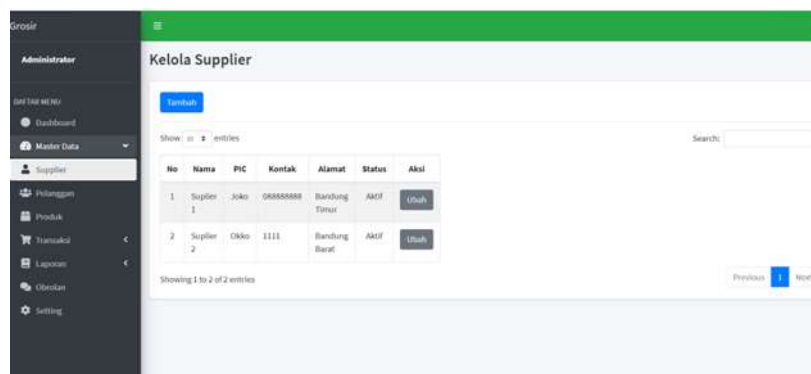 Grosir
Administrator
DAFTAR MENU
Dashboard
Master Data
Supplier
Pelanggan
Produk
Transaksi
Laporan
Obrolan
Setting
Kelola Supplier
Tambah
Show entries
Search:
No Nama PIC Kontak Alamat Status Aksi
1 Suplier 1 Joko 088888888 Bandung Timur Aktif Ubah
2 Suplier 2 Okko 1111 Bandung Barat Aktif Ubah
Showing 1 to 2 of 2 entries
Previous 1 Next